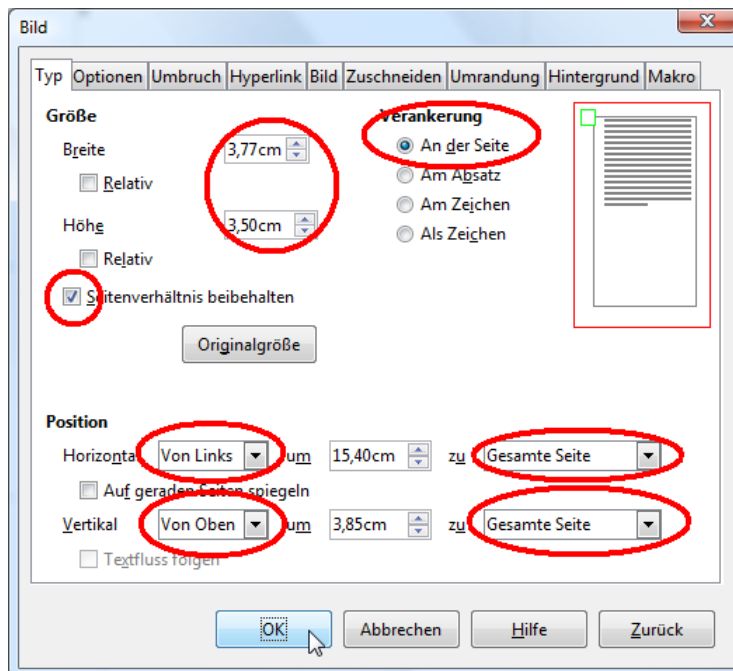 Bild
Typ Optionen Umbruch Hyperlink Bild Zuschneiden Umrandung Hintergrund Makro
Größe
Breite 3,77cm
Relativ
Höhe 3,50cm
Relativ
Seitenverhältnis beibehalten
Originalgröße
Verankerung
An der Seite
Am Absatz
Am Zeichen
Als Zeichen
Position
Horizontal Von Links um 15,40cm zu Gesamte Seite
Auf geraden Seiten spiegeln
Vertikal Von Oben um 3,85cm zu Gesamte Seite
Textfluss folgen
OK Abbrechen Hilfe Zurück